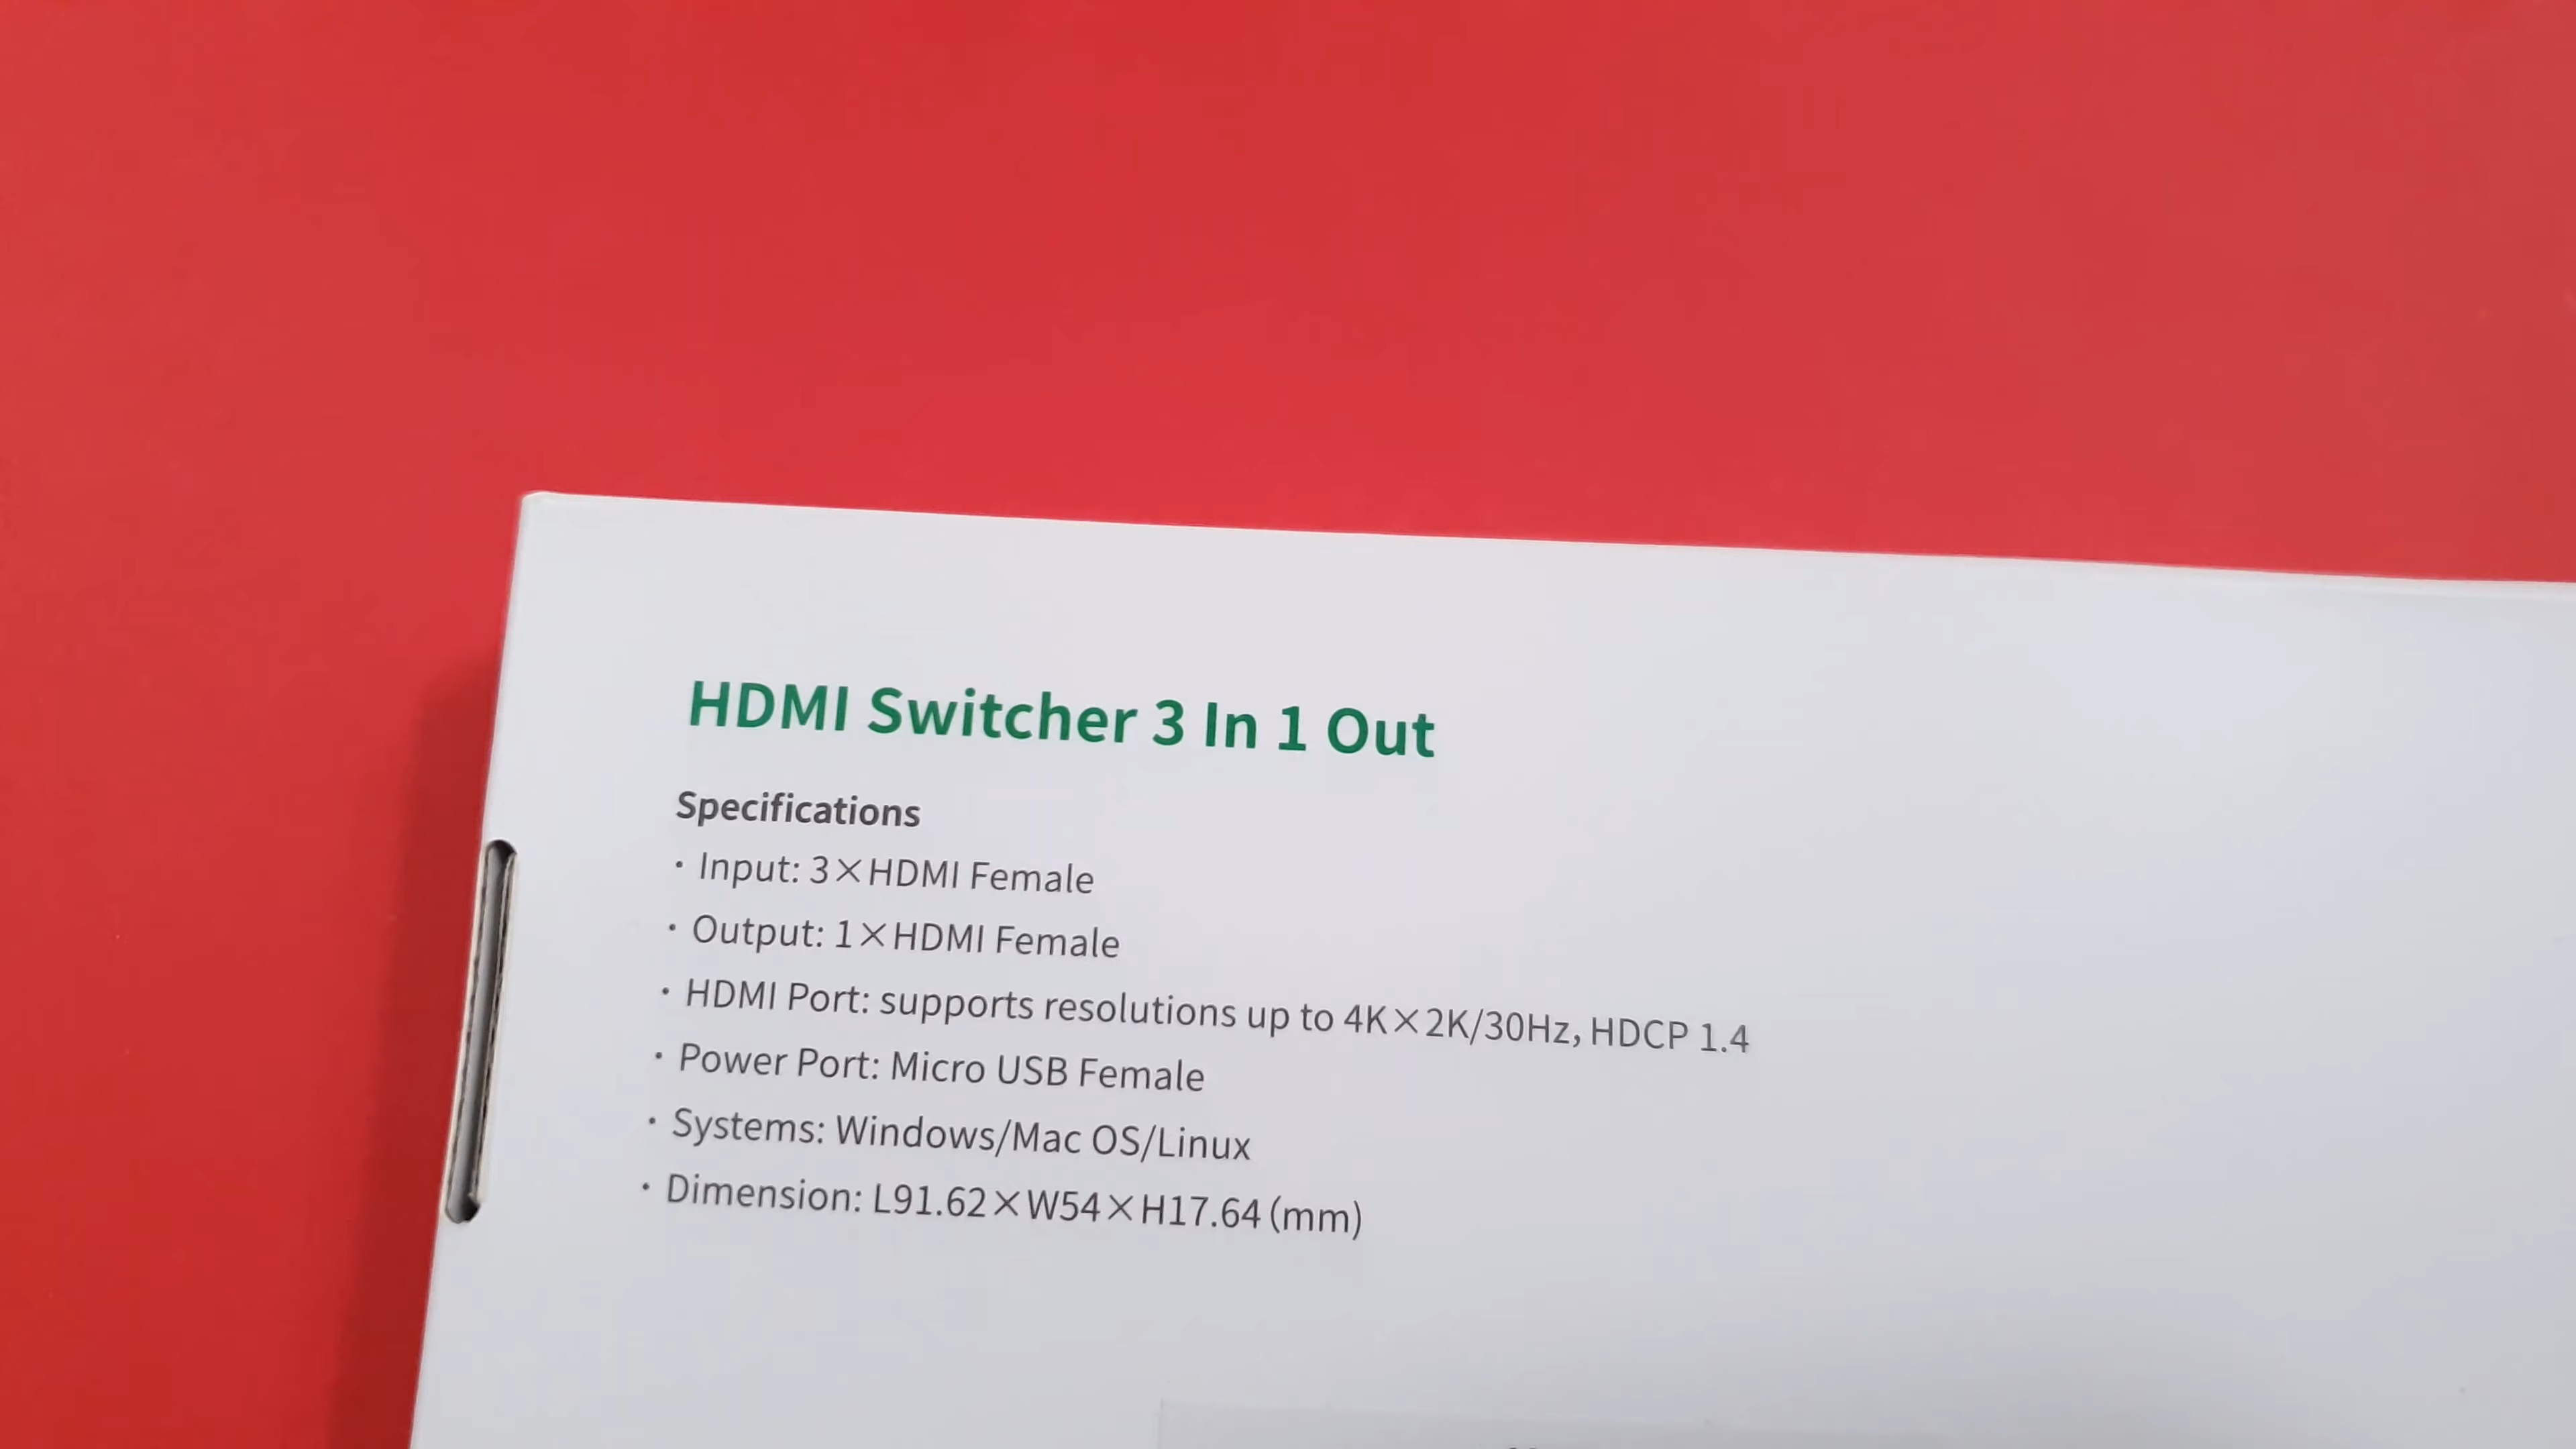 HDMI Switcher 3 In 1 Out
Specifications
· Input: 3×HDMI Female
· Output: 1×HDMI Female
· HDMI Port: supports resolutions up to 4K×2K/30Hz, HDCP 1.4
· Power Port: Micro USB Female
· Systems: Windows/Mac OS/Linux
· Dimension: L91.62×W54×H17.64 (mm)